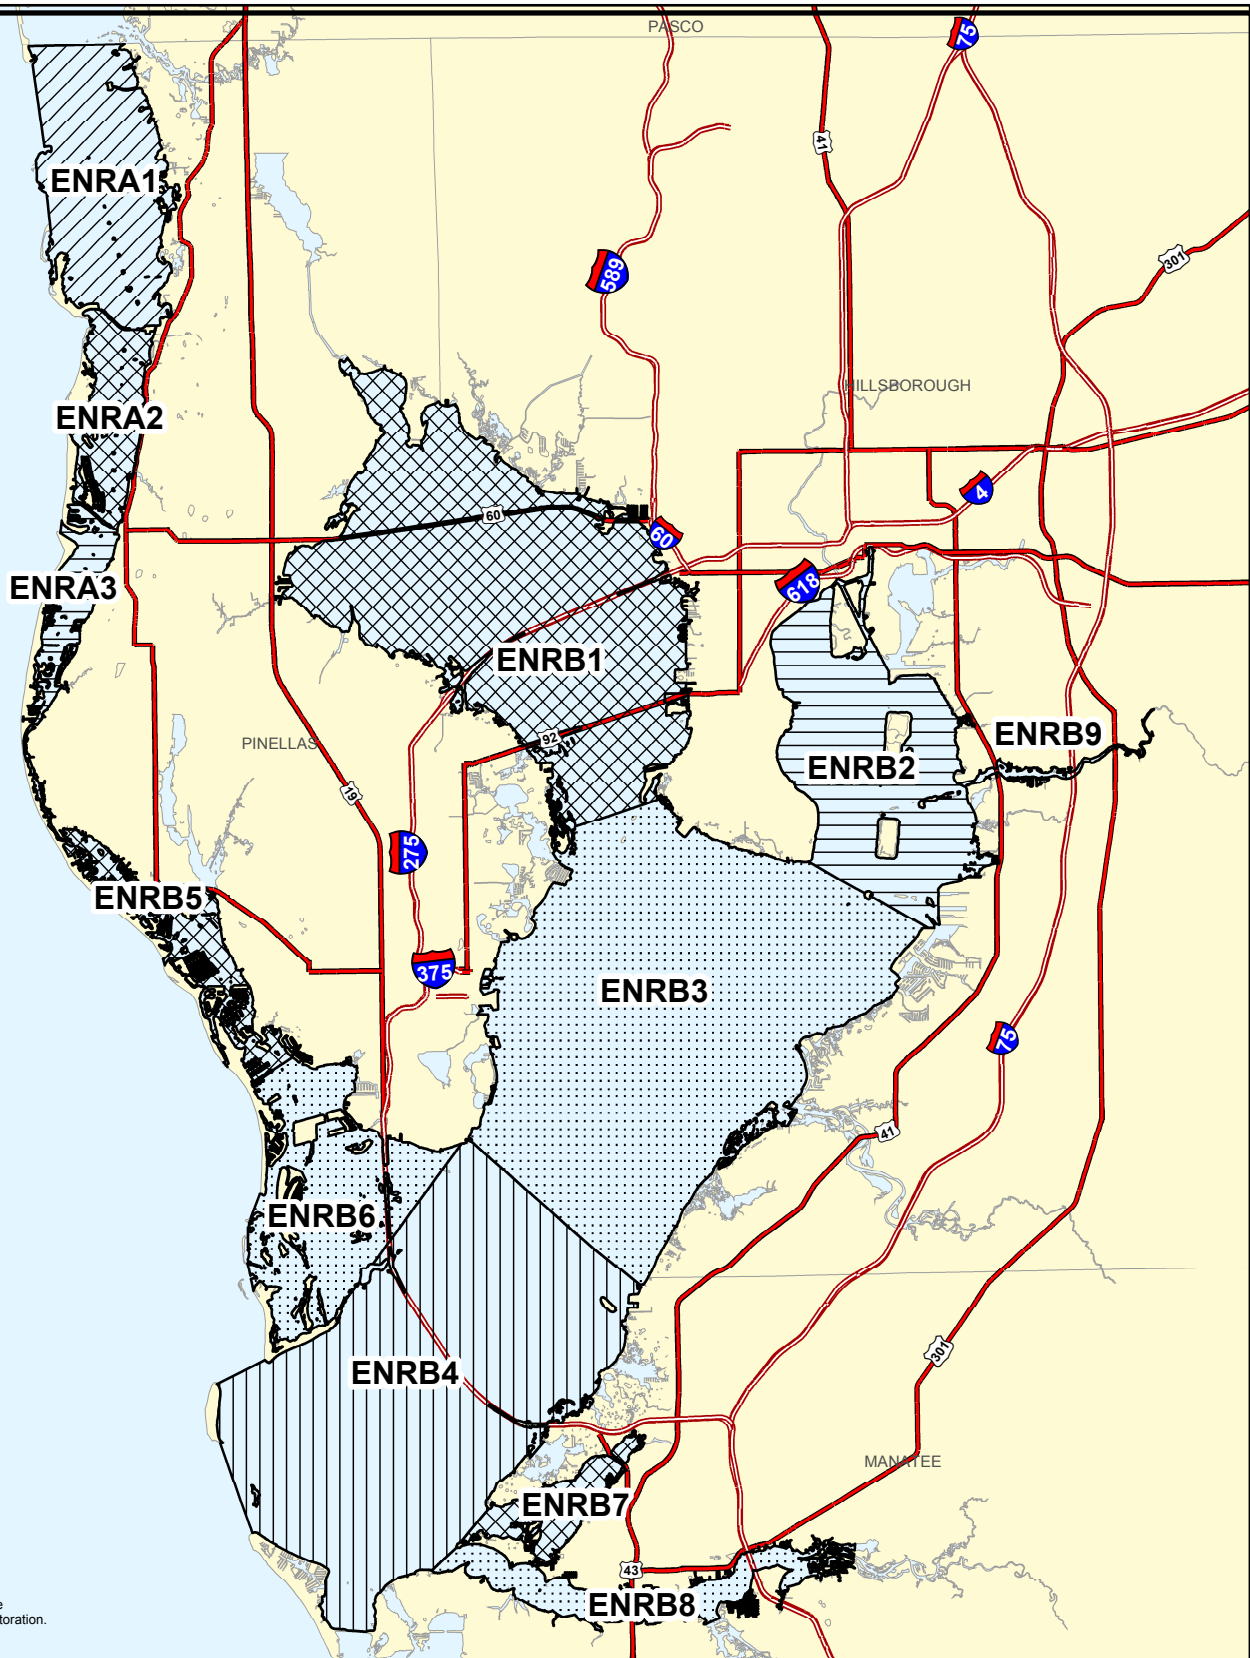 PASCO
75
41
ENRA1
301
589
HILLSBOROUGH
ENRA2
4
60
60
ENRA3
618
ENRB1
ENRB9
92
PINELLAS
ENRB2
19
275
ENRB5
375
ENRB3
75
41
ENRB6
301
ENRB4
MANATEE
ENRB7
43
ENRB8
toration.